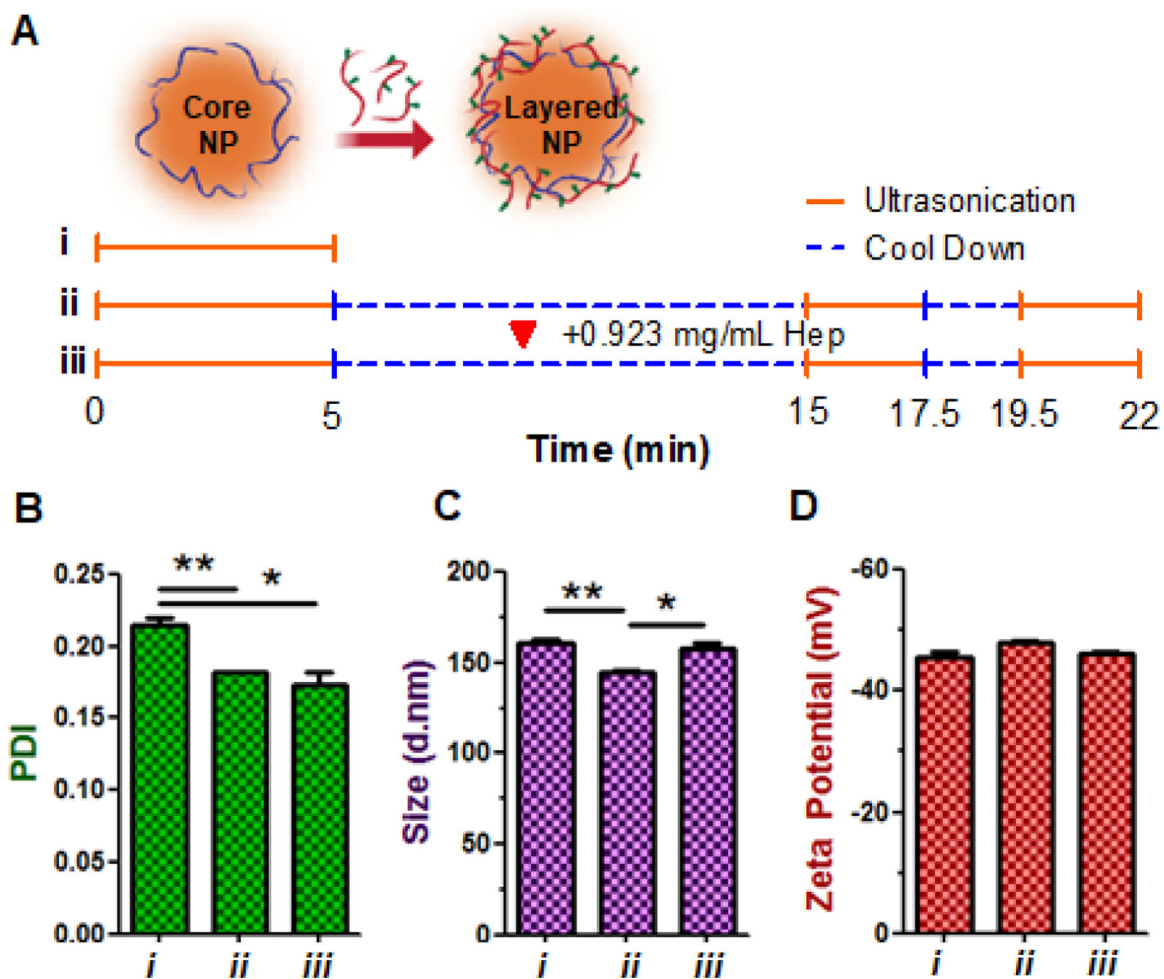 A
Core
NP
Layered
NP
Ultrasonication
Cool Down
i
ii
+0.923 mg/mL Hep
iii
0 5 15 17.5 19.5 22
Time (min)
B
C
D
PDI
0.25
0.20
0.15
0.10
0.05
0.00
** *
i ii iii
Size (d.nm)
200
150
100
50
0
** *
i ii iii
Zeta Potential (mV)
-60
-40
-20
0
i ii iii